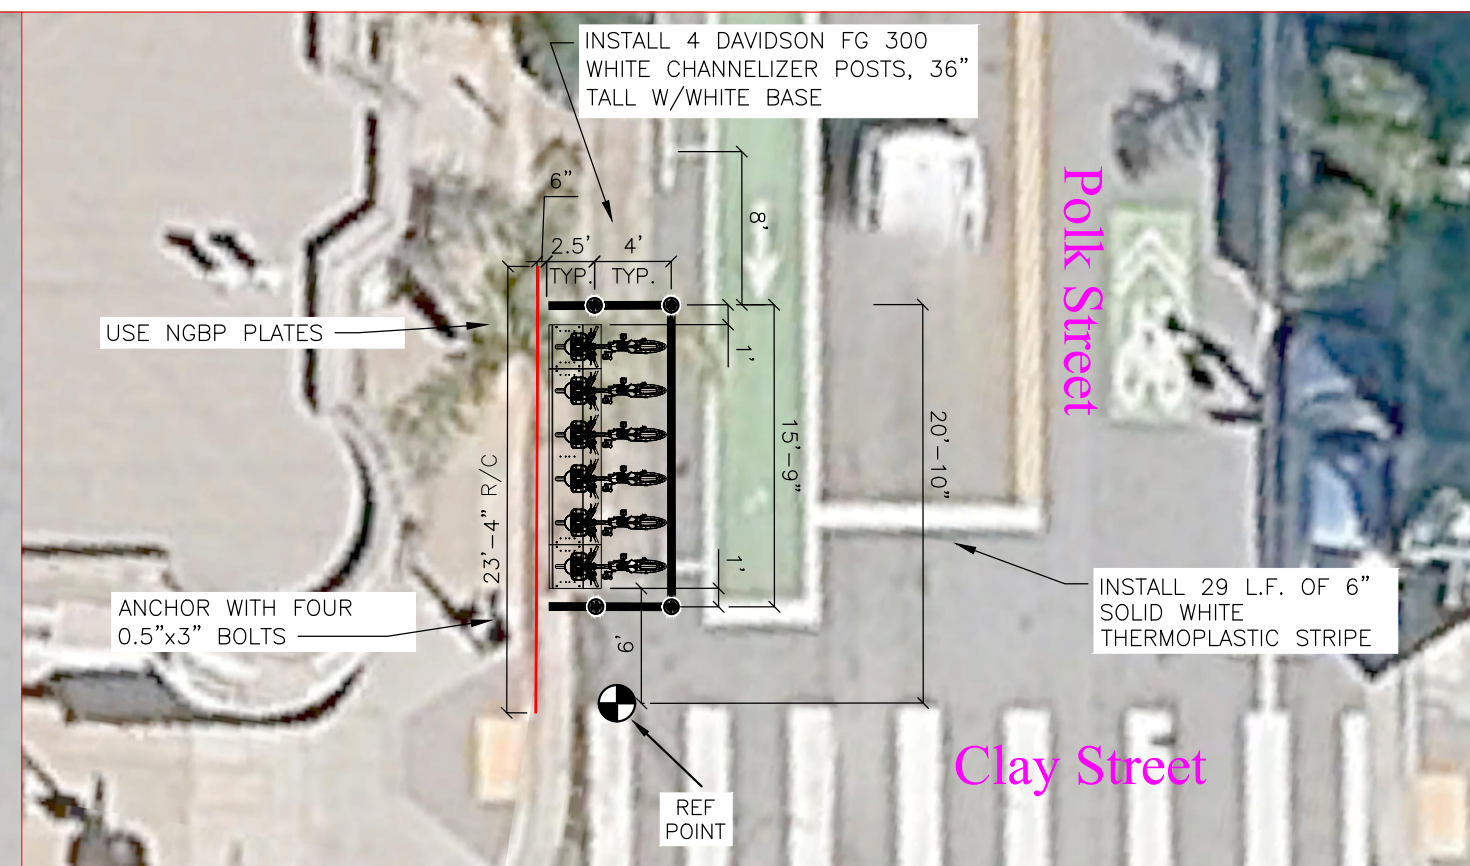 INSTALL 4 DAVIDSON FG 300
WHITE CHANNELIZER POSTS, 36"
TALL W/WHITE BASE
6"
2.5'
TYP.
4'
TYP.
8'
Polk Street
USE NGBP PLATES
1'
15'-9"
20'-10"
23'-4" R/C
1'
ANCHOR WITH FOUR
0.5"x3" BOLTS
INSTALL 29 L.F. OF 6"
SOLID WHITE
THERMOPLASTIC STRIPE
6'
Clay Street
REF
POINT